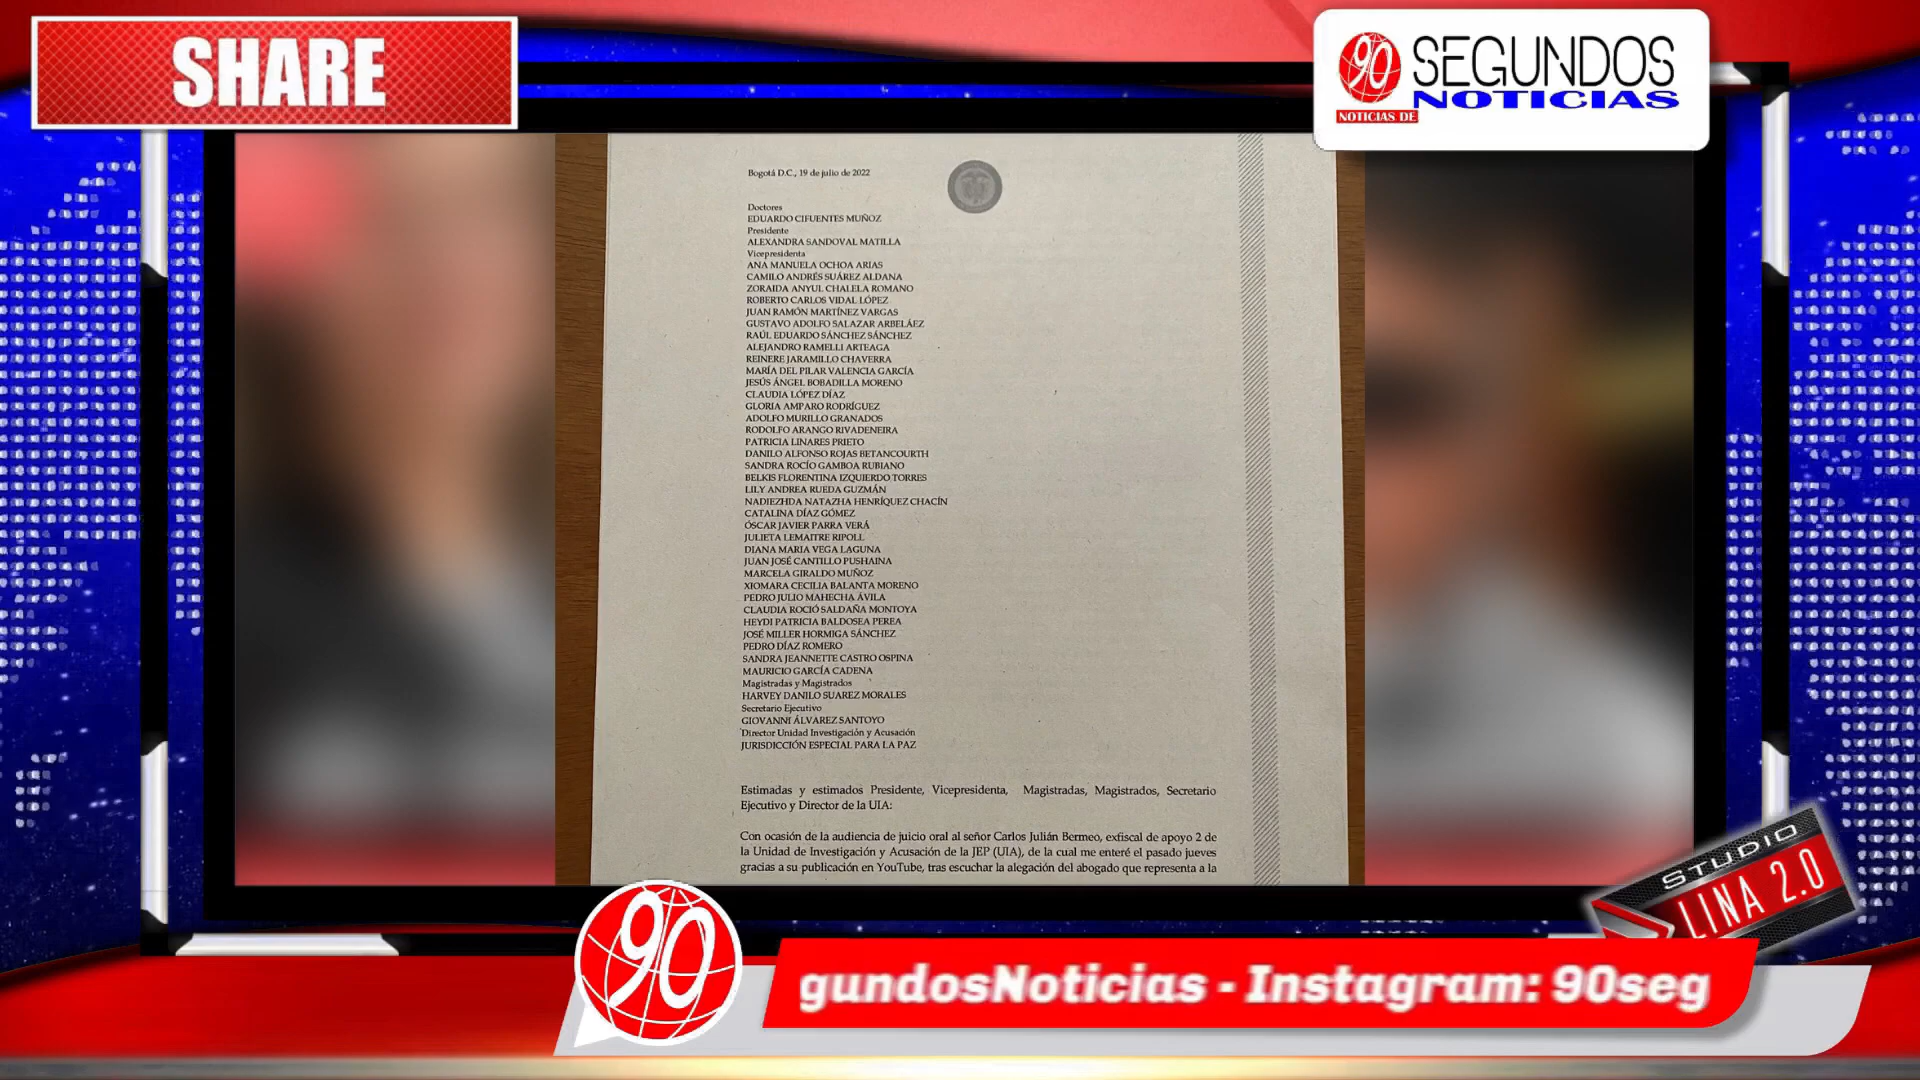 SHARE
90 SEGUNDOS
NOTICIAS
NOTICIAS DE
Bogotá D.C., 19 de julio de 2022
Doctores
EDUARDO CIFUENTES MUÑOZ
Presidente
ALEXANDRA SANDOVAL MATILLA
Vicepresidenta
ANA MANUELA OCHOA ARIAS
CAMILO ANDRÉS SUÁREZ ALDANA
ZORAIDA ANYUL CHALELA ROMANO
ROBERTO CARLOS VIDAL LÓPEZ
JUAN RAMÓN MARTÍNEZ VARGAS
GUSTAVO ADOLFO SALAZAR ARBELÁEZ
RAÚL EDUARDO SÁNCHEZ SÁNCHEZ
ALEJANDRO RAMELLI ARTEAGA
REINERE JARAMILLO CHAVERRA
MARÍA DEL PILAR VALENCIA GARCÍA
JESÚS ÁNGEL BOBADILLA MORENO
CLAUDIA LÓPEZ DÍAZ
GLORIA AMPARO RODRÍGUEZ
ADOLFO MURILLO GRANADOS
RODOLFO ARANGO RIVADENEIRA
PATRICIA LINARES PRIETO
DANILO ALFONSO ROJAS BETANCOURTH
SANDRA ROCÍO GAMBOA RUBIANO
BELKIS FLORENTINA IZQUIERDO TORRES
LILY ANDREA RUEDA GUZMÁN
NADIEZHDA NATAZHA HENRÍQUEZ CHACÍN
CATALINA DÍAZ GÓMEZ
ÓSCAR JAVIER PARRA VERÁ
JULIETA LEMAITRE RIPOLL
DIANA MARIA VEGA LAGUNA
JUAN JOSÉ CANTILLO PUSHAINA
MARCELA GIRALDO MUÑOZ
XIOMARA CECILIA BALANTA MORENO
PEDRO JULIO MAHECHA ÁVILA
CLAUDIA ROCIÓ SALDAÑA MONTOYA
HEYDI PATRICIA BALDOSEA PEREA
JOSÉ MILLER HORMIGA SÁNCHEZ
PEDRO DÍAZ ROMERO
SANDRA JEANNETTE CASTRO OSPINA
MAURICIO GARCÍA CADENA
Magistradas y Magistrados
HARVEY DANILO SUAREZ MORALES
Secretario Ejecutivo
GIOVANNI ÁLVAREZ SANTOYO
Director Unidad Investigación y Acusación
JURISDICCIÓN ESPECIAL PARA LA PAZ
Estimadas y estimados Presidente, Vicepresidenta, Magistradas, Magistrados, Secretario
Ejecutivo y Director de la UIA:
Con ocasión de la audiencia de juicio oral al señor Carlos Julián Bermeo, exfiscal de apoyo 2 de
la Unidad de Investigación y Acusación de la JEP (UIA), de la cual me enteré el pasado jueves
gracias a su publicación en YouTube, tras escuchar la alegación del abogado que representa a la
STUDIO
LINA 2.0
90
gundosNoticias - Instagram: 90seg